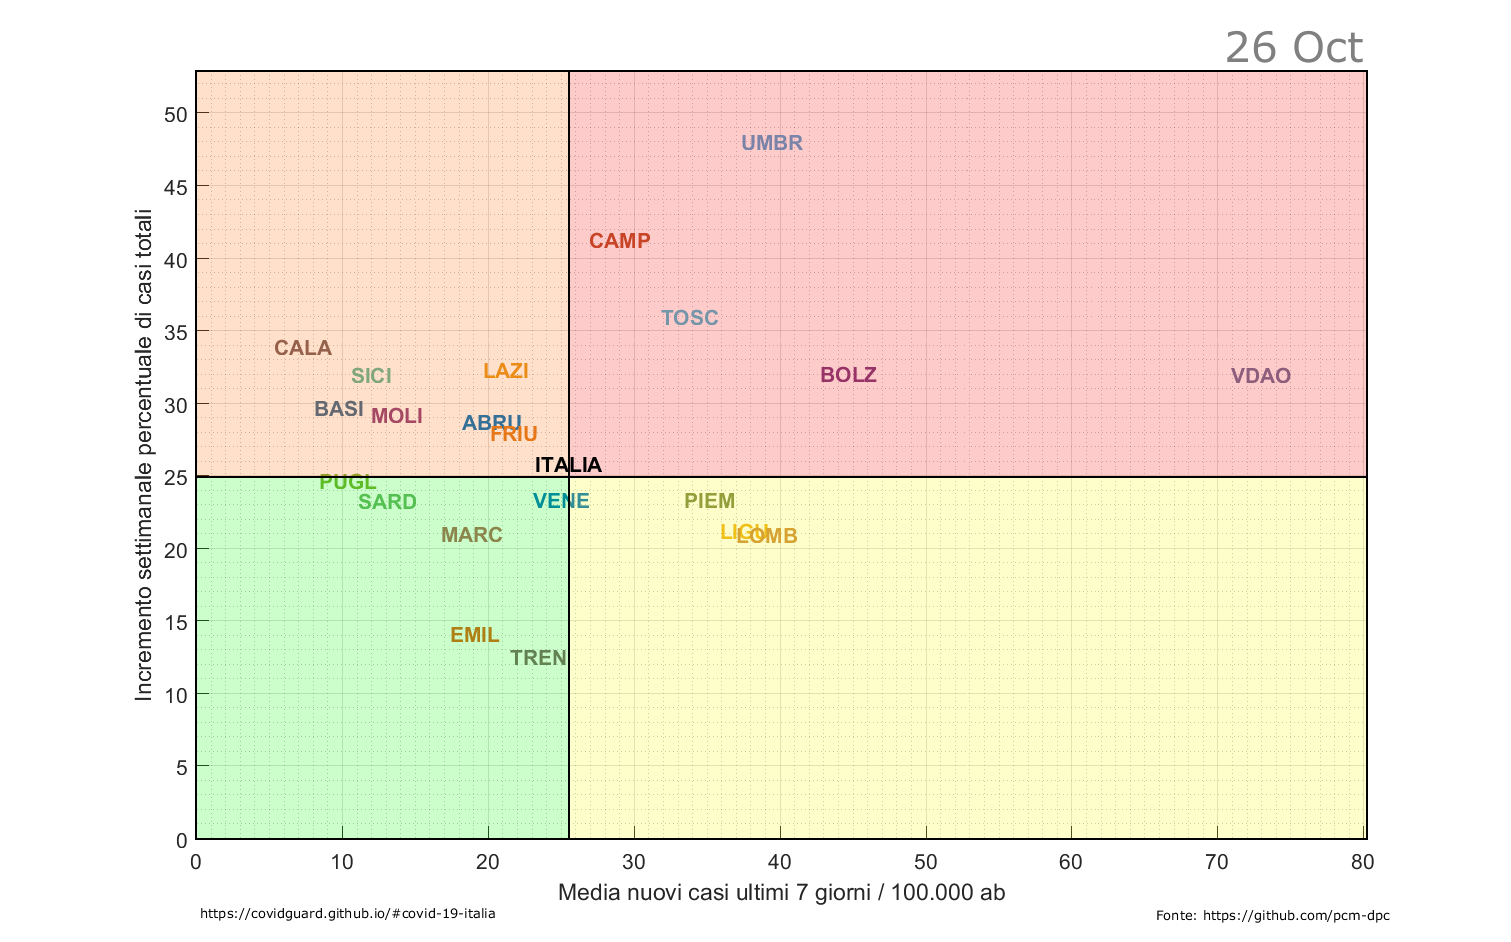 26 Oct
50
UMBR
45
CAMP
40
TOSC
35
CALA
LAZI
SICI
BOLZ
VDAO
30
BASI
MOLI
ABRU
FRIU
ITALIA
25
PUGL
SARD
VENE
PIEM
LIGU
LOMB
MARC
20
15
EMIL
TREN
10
5
0
Incremento settimanale percentuale di casi totali
0 10 20 30 40 50 60 70 80
Media nuovi casi ultimi 7 giorni / 100.000 ab
https://covidguard.github.io/#covid-19-italia
Fonte: https://github.com/pcm-dpc